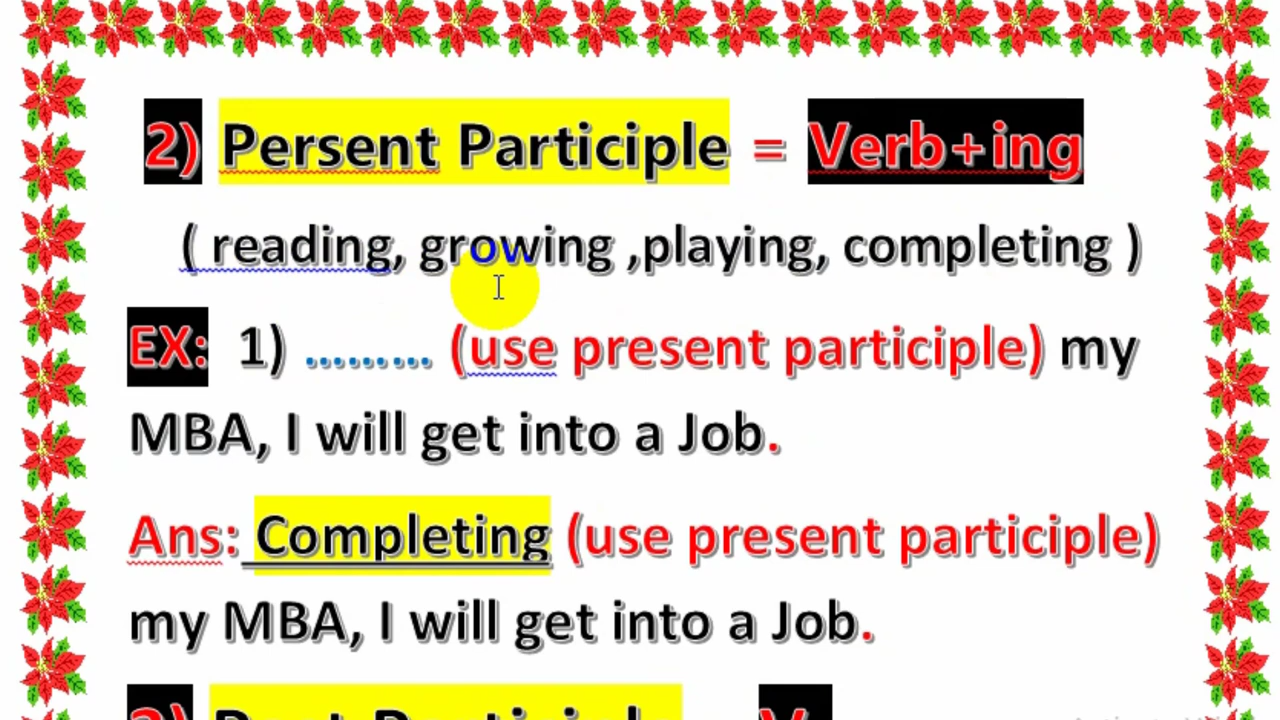 2) Persent Participle = Verb+ing
( reading, growing ,playing, completing )
EX: 1) ......... (use present participle) my
MBA, I will get into a Job.
Ans: Completing (use present participle)
my MBA, I will get into a Job.